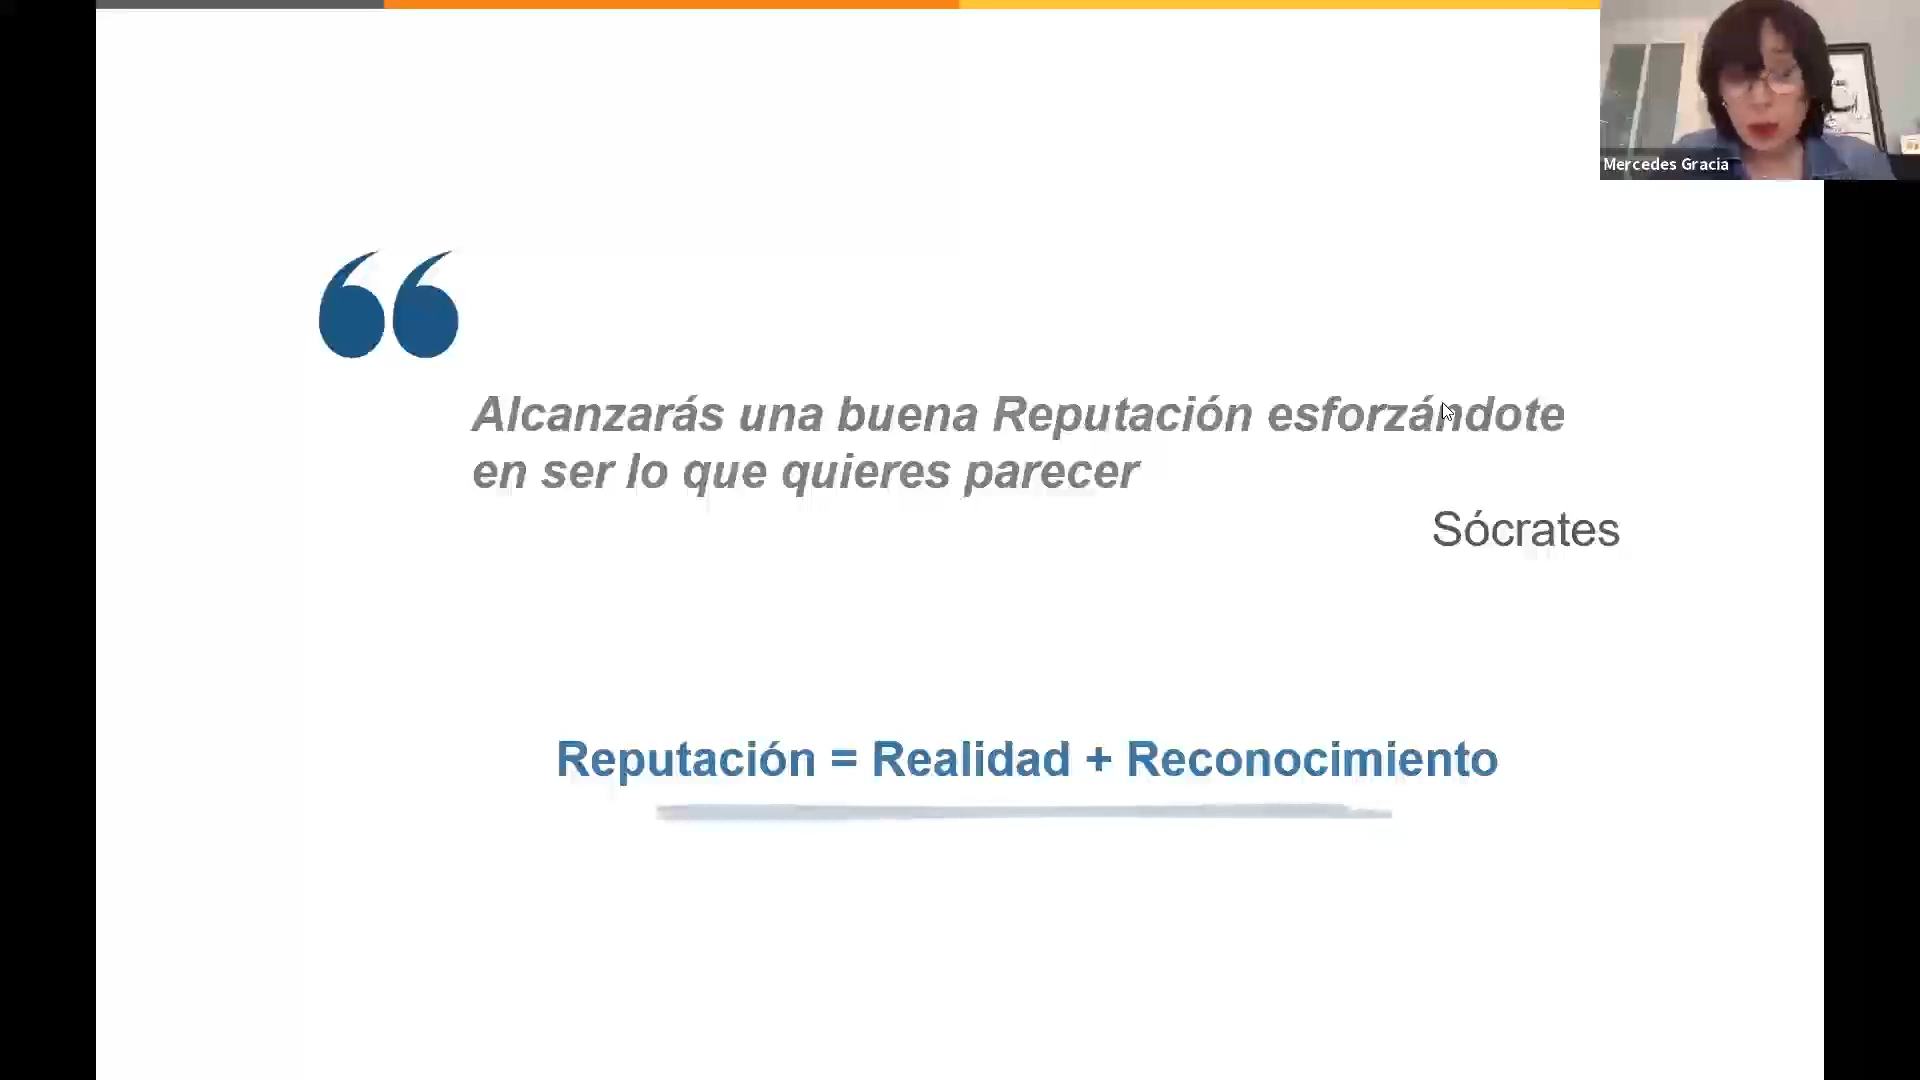 Mercedes Gracia
Alcanzarás una buena Reputación esforzándote
en ser lo que quieres parecer
Sócrates
Reputación = Realidad + Reconocimiento